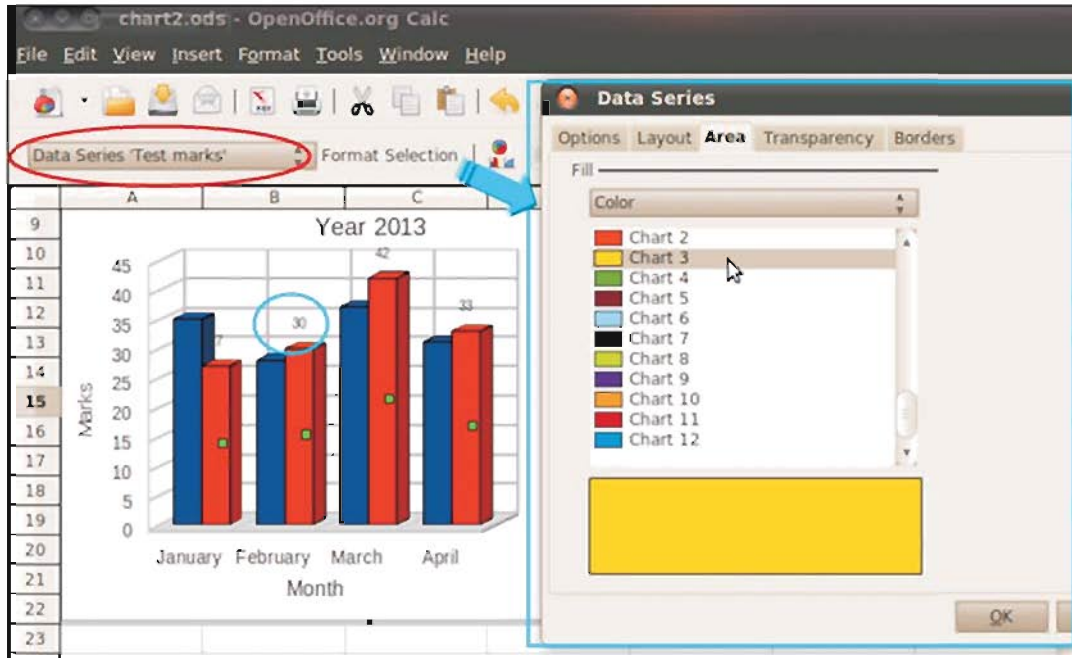 chart2.ods - OpenOffice.org Calc
File Edit View Insert Format Tools Window Help
Data Series 'Test marks'
Format Selection
A B C
9
10
11
12
13
14
15
16
17
18
19
20
21
22
23
Year 2013
45
40
35
30
25
20
15
10
5
0
Marks
7
30
42
33
January February March April
Month
Data Series
Options Layout Area Transparency Borders
Fill
Color
Chart 2
Chart 3
Chart 4
Chart 5
Chart 6
Chart 7
Chart 8
Chart 9
Chart 10
Chart 11
Chart 12
OK